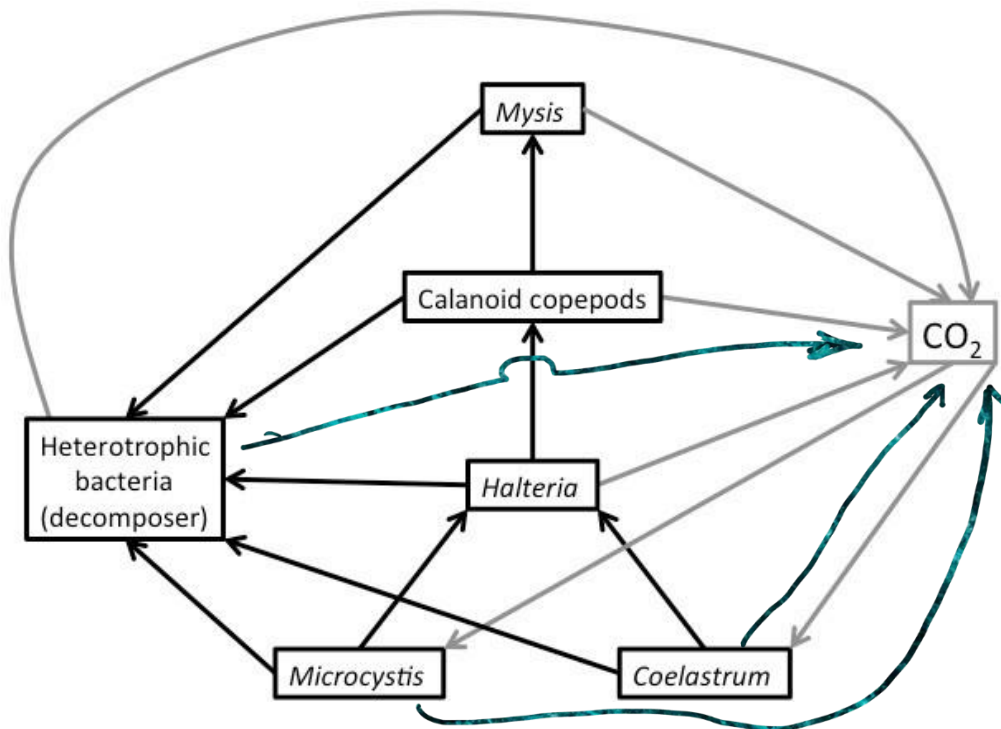 Mysis
Calanoid copepods
CO₂
Heterotrophic
bacteria
(decomposer)
Halteria
Microcystis
Coelastrum